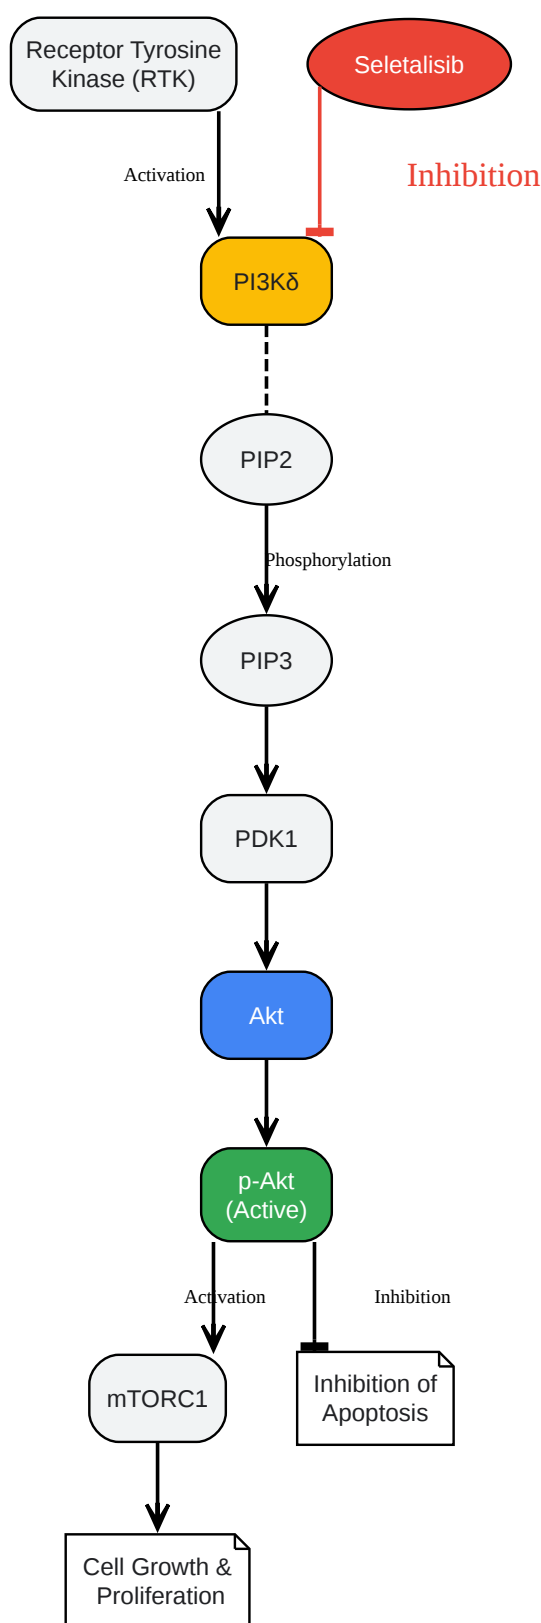 Receptor Tyrosine
Kinase (RTK)
Seletalisib
Activation
Inhibition
PI3Kδ
PIP2
Phosphorylation
PIP3
PDK1
Akt
p-Akt
(Active)
Activation
Inhibition
mTORC1
Inhibition of
Apoptosis
Cell Growth &
Proliferation